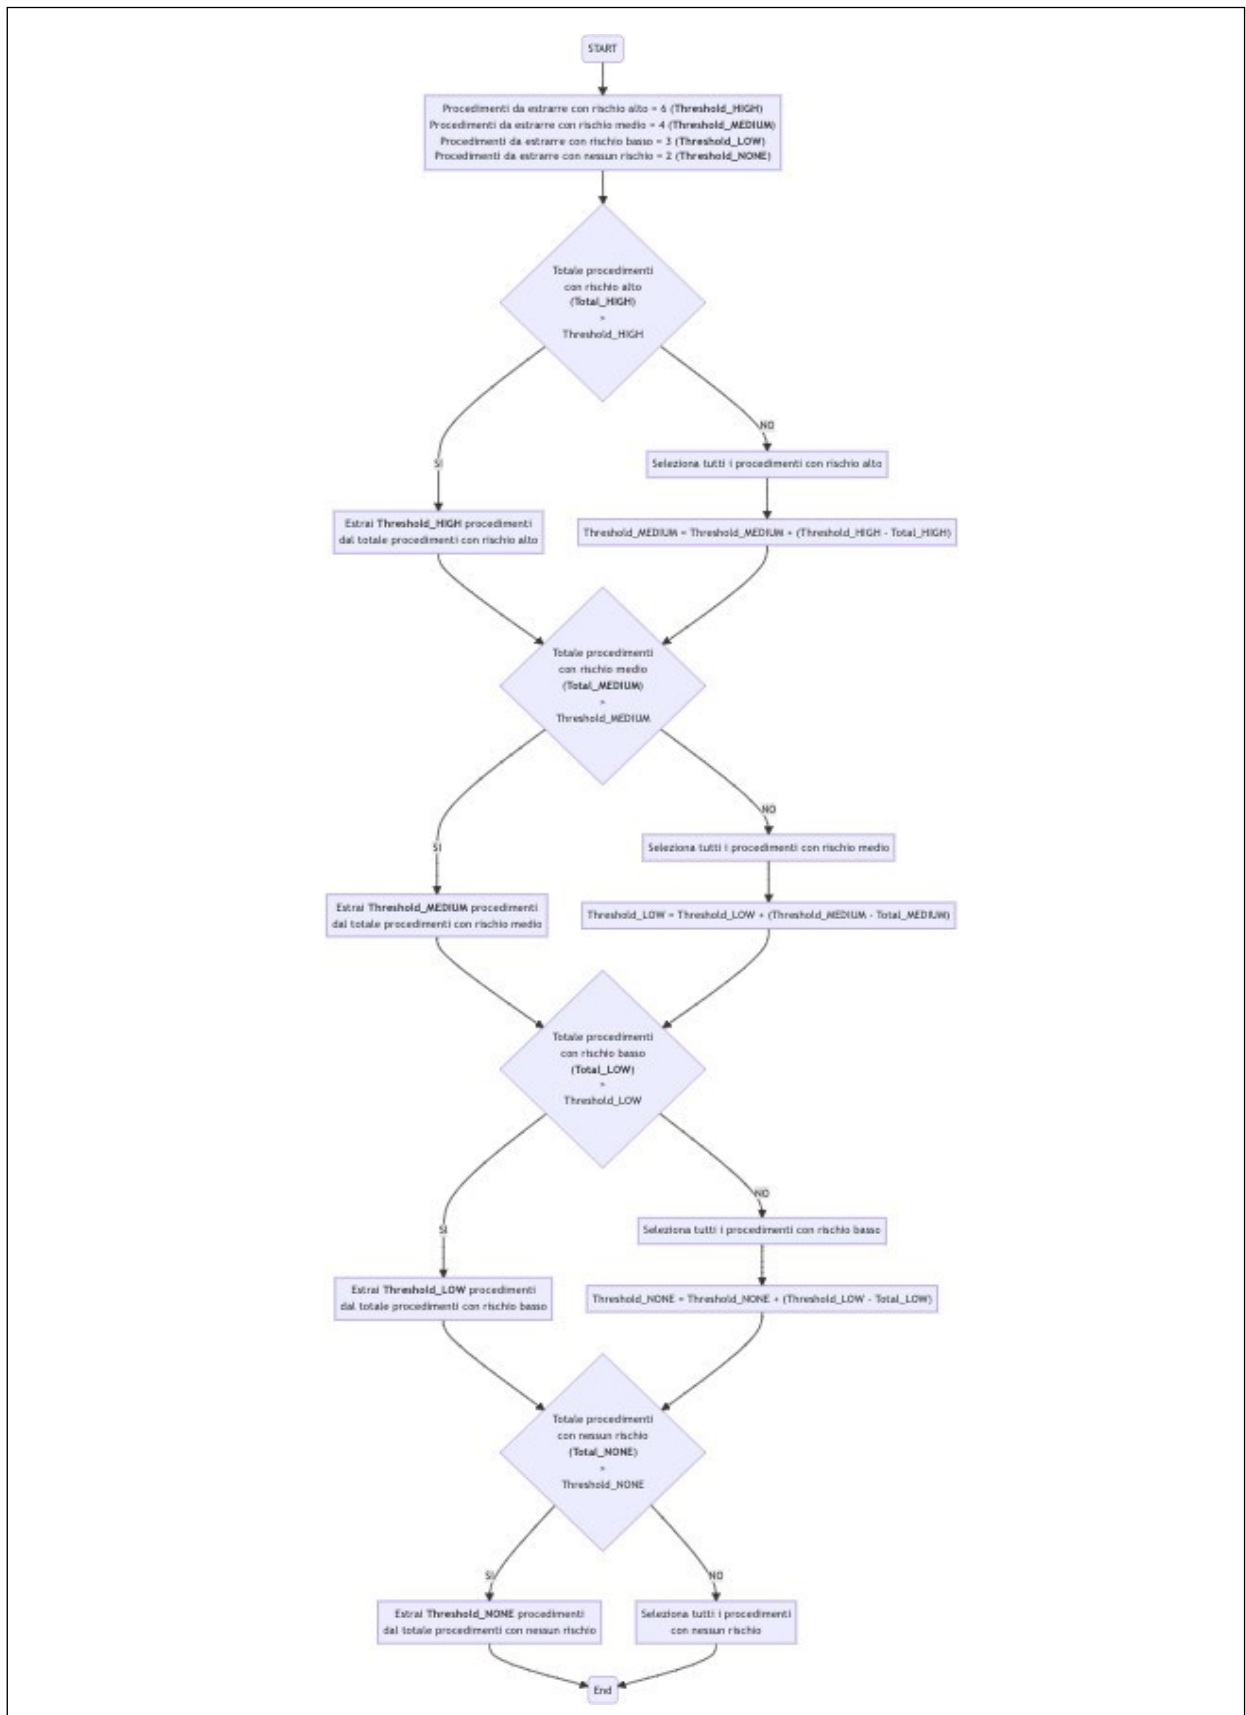 START
Procedimenti da estrarre con rischio alto = 6 (Threshold_HIGH)
Procedimenti da estrarre con rischio medio = 4 (Threshold_MEDIUM)
Procedimenti da estrarre con rischio basso = 3 (Threshold_LOW)
Procedimenti da estrarre con nessun rischio = 2 (Threshold_NONE)
Totale procedimenti
con rischio alto
(Total_HIGH)
>
Threshold_HIGH
NO
SI
Seleziona tutti i procedimenti con rischio alto
Estrai Threshold_HIGH procedimenti
dal totale procedimenti con rischio alto
Threshold_MEDIUM = Threshold_MEDIUM + (Threshold_HIGH - Total_HIGH)
Totale procedimenti
con rischio medio
(Total_MEDIUM)
>
Threshold_MEDIUM
NO
SI
Seleziona tutti i procedimenti con rischio medio
Estrai Threshold_MEDIUM procedimenti
dal totale procedimenti con rischio medio
Threshold_LOW = Threshold_LOW + (Threshold_MEDIUM - Total_MEDIUM)
Totale procedimenti
con rischio basso
(Total_LOW)
>
Threshold_LOW
NO
SI
Seleziona tutti i procedimenti con rischio basso
Estrai Threshold_LOW procedimenti
dal totale procedimenti con rischio basso
Threshold_NONE = Threshold_NONE + (Threshold_LOW - Total_LOW)
Totale procedimenti
con nessun rischio
(Total_NONE)
>
Threshold_NONE
SI
NO
Estrai Threshold_NONE procedimenti
dal totale procedimenti con nessun rischio
Seleziona tutti i procedimenti
con nessun rischio
End